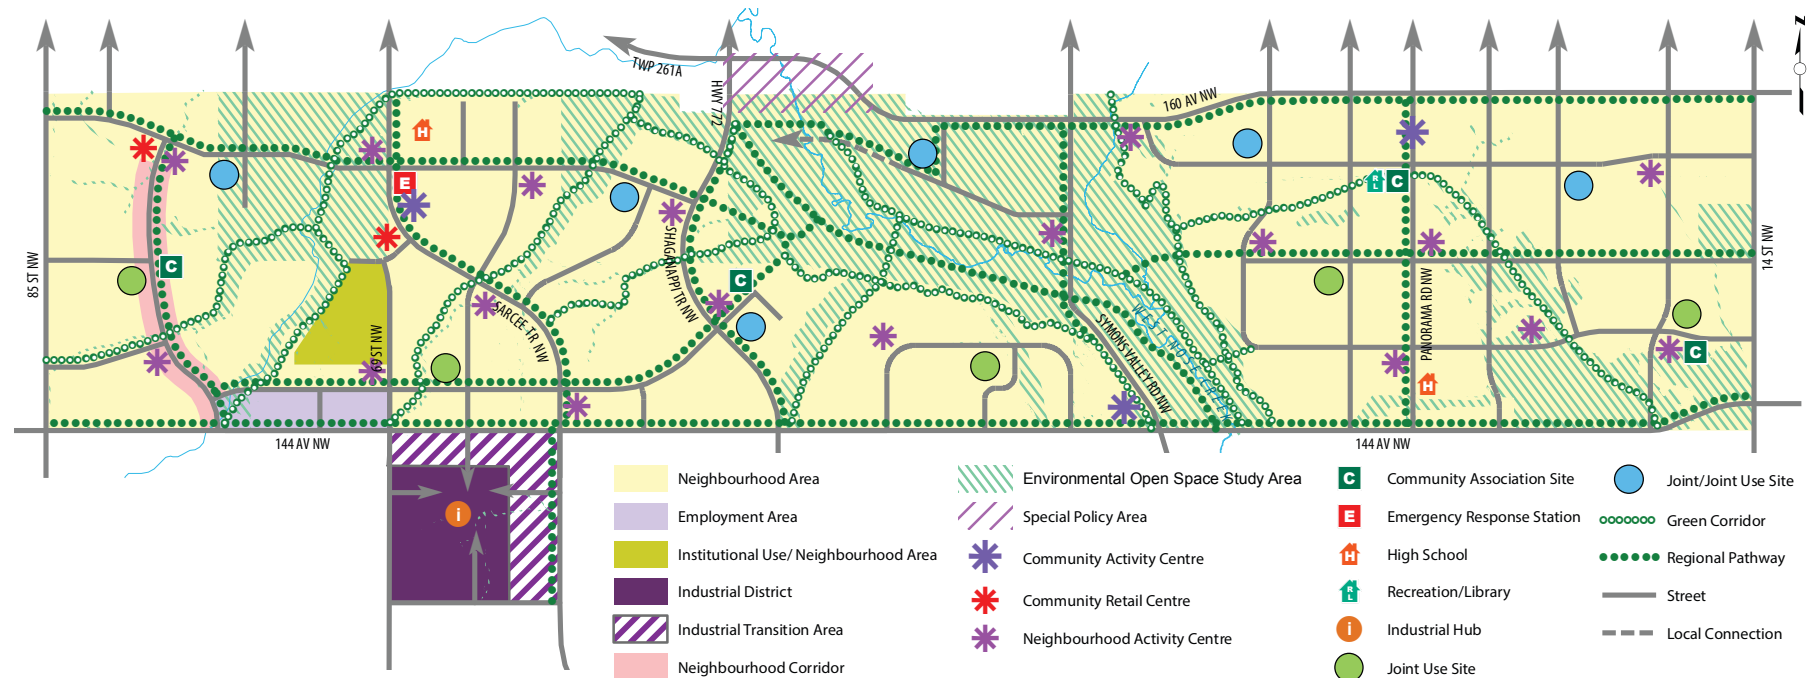 N
TWP 261A
HWY 772
160 AV NW
85 ST NW
14 ST NW
SHAGANAPPI TR NW
SARCEE TR NW
69 ST NW
SYMONS VALLEY RD NW
WEST NOSE CREEK
PANORAMA RD NW
H
E
C
C
R
L
C
H
C
144 AV NW
144 AV NW
i
Neighbourhood Area
Employment Area
Institutional Use/ Neighbourhood Area
Industrial District
Industrial Transition Area
Neighbourhood Corridor
Environmental Open Space Study Area
Special Policy Area
Community Activity Centre
Community Retail Centre
Neighbourhood Activity Centre
C Community Association Site
E Emergency Response Station
H High School
R
L Recreation/Library
i Industrial Hub
Joint Use Site
Joint/Joint Use Site
Green Corridor
Regional Pathway
Street
Local Connection